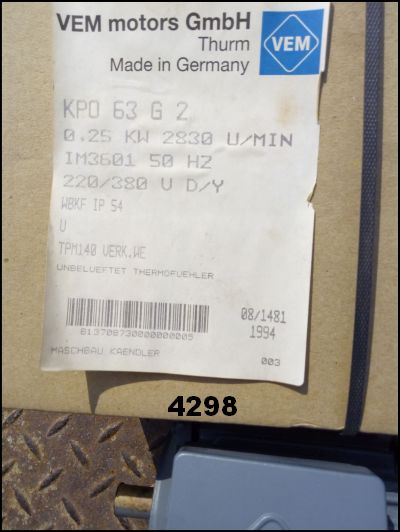 VEM motors GmbH
Thurm
Made in Germany
VEM
KPO 63 G 2
0.25 KW 2830 U/MIN
IM3601 50 HZ
220/380 V D/Y
WBKF IP 54
U
TPM140 VERK.WE
UNBELUEFTET THERMOFUEHLER
08/1481
1994
813708730000000005
003
MASCHBAU KAENDLER
4298